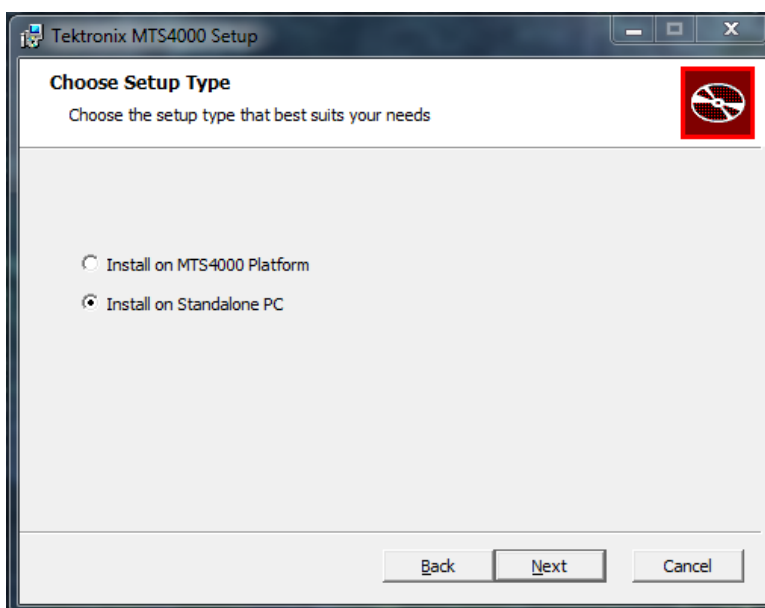 Tektronix MTS4000 Setup
Choose Setup Type
Choose the setup type that best suits your needs
Install on MTS4000 Platform
Install on Standalone PC
Back
Next
Cancel